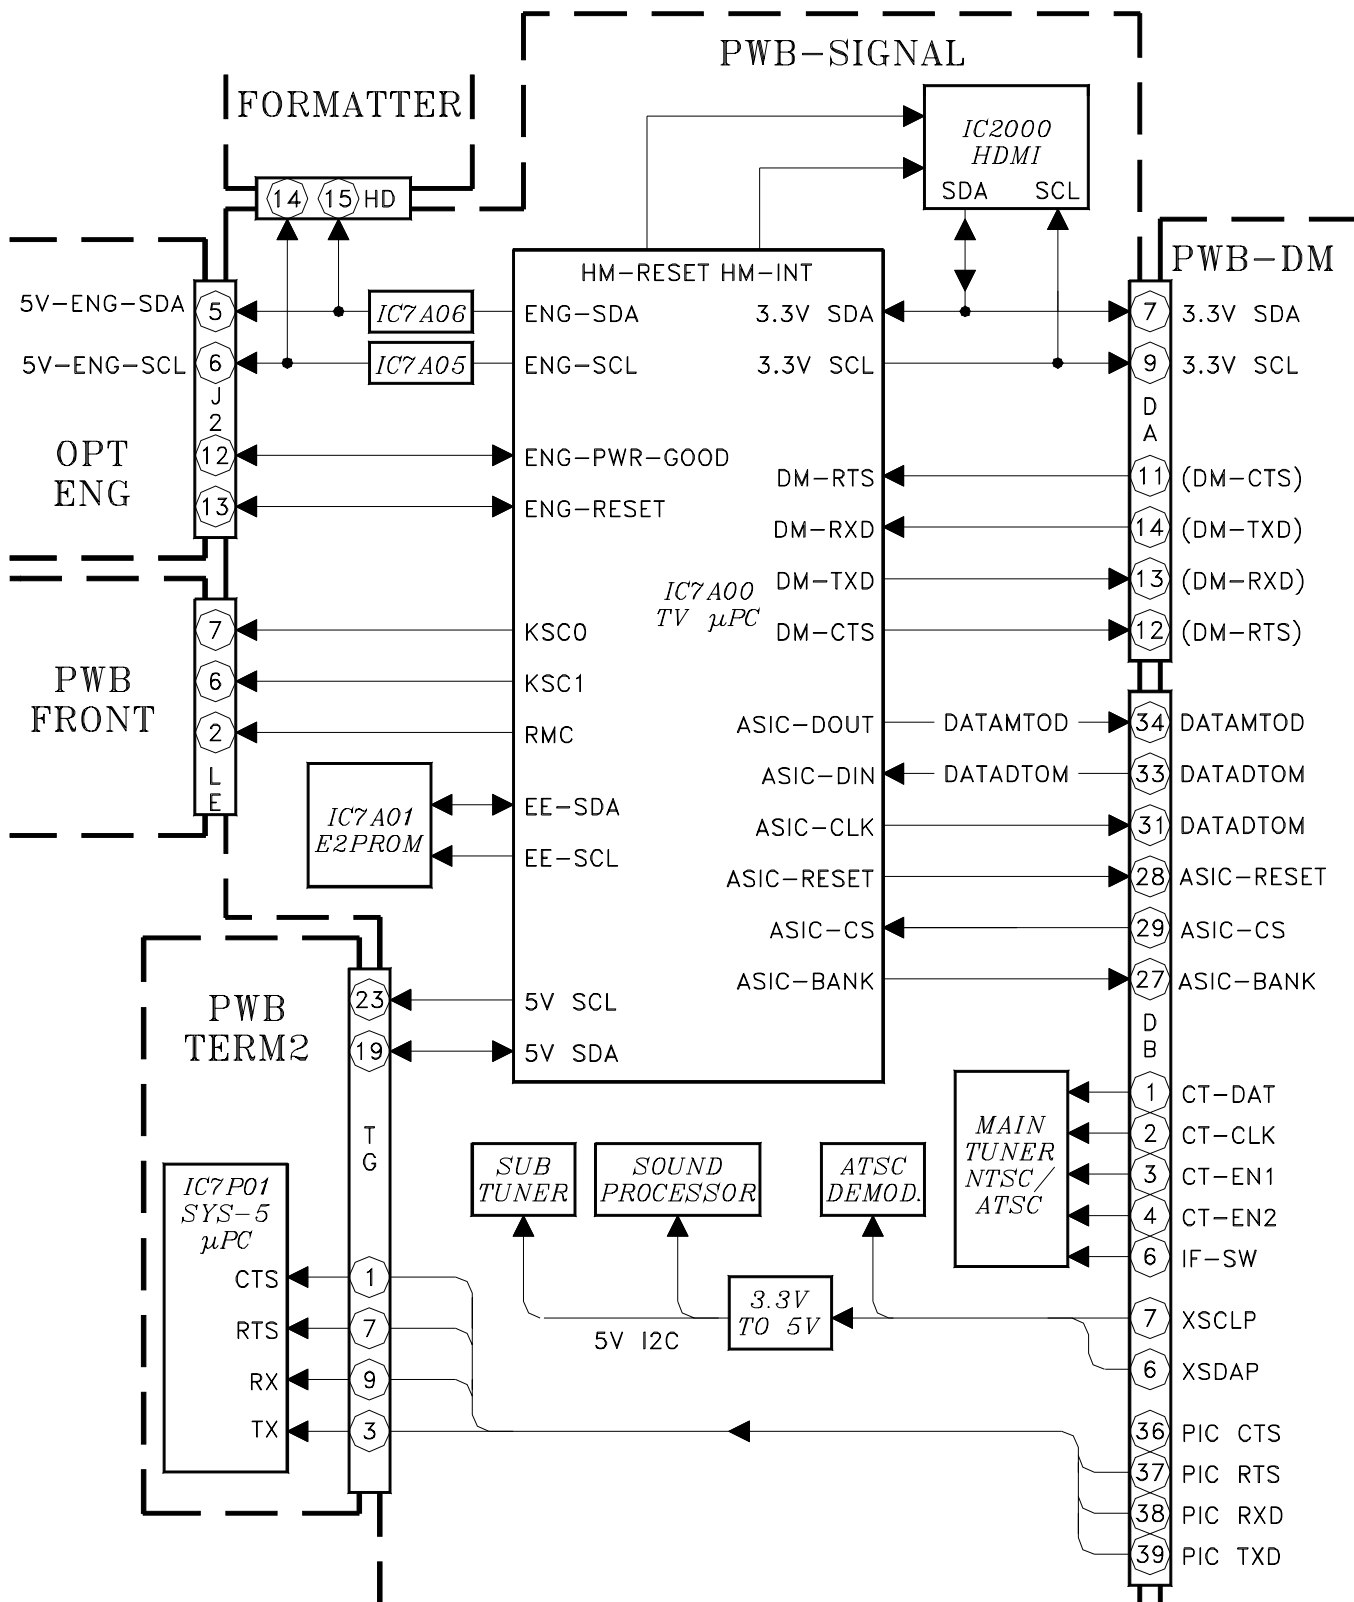 PWB-SIGNAL
FORMATTER
IC2000
HDMI
SDA SCL
14 15 HD
PWB-DM
HM-RESET HM-INT
5V-ENG-SDA 5 IC7A06 ENG-SDA 3.3V SDA 7 3.3V SDA
5V-ENG-SCL 6 IC7A05 ENG-SCL 3.3V SCL 9 3.3V SCL
J
2
D
A
OPT
ENG
12 ENG-PWR-GOOD
13 ENG-RESET
DM-RTS 11 (DM-CTS)
DM-RXD 14 (DM-TXD)
DM-TXD 13 (DM-RXD)
DM-CTS 12 (DM-RTS)
IC7A00
TV µPC
PWB
FRONT
7 KSC0
6 KSC1
2 RMC
L
E
ASIC-DOUT DATAMTOD 34 DATAMTOD
ASIC-DIN DATADTOM 33 DATADTOM
ASIC-CLK 31 DATADTOM
ASIC-RESET 28 ASIC-RESET
ASIC-CS 29 ASIC-CS
ASIC-BANK 27 ASIC-BANK
IC7A01
E2PROM
EE-SDA
EE-SCL
D
B
PWB
TERM2
23 5V SCL
19 5V SDA
T
G
MAIN
TUNER
NTSC/
ATSC
1 CT-DAT
2 CT-CLK
3 CT-EN1
4 CT-EN2
6 IF-SW
SUB
TUNER
SOUND
PROCESSOR
ATSC
DEMOD.
IC7P01
SYS-5
µPC
CTS 1
RTS 7
RX 9
TX 3
3.3V
TO 5V
5V I2C
7 XSCLP
6 XSDAP
36 PIC CTS
37 PIC RTS
38 PIC RXD
39 PIC TXD